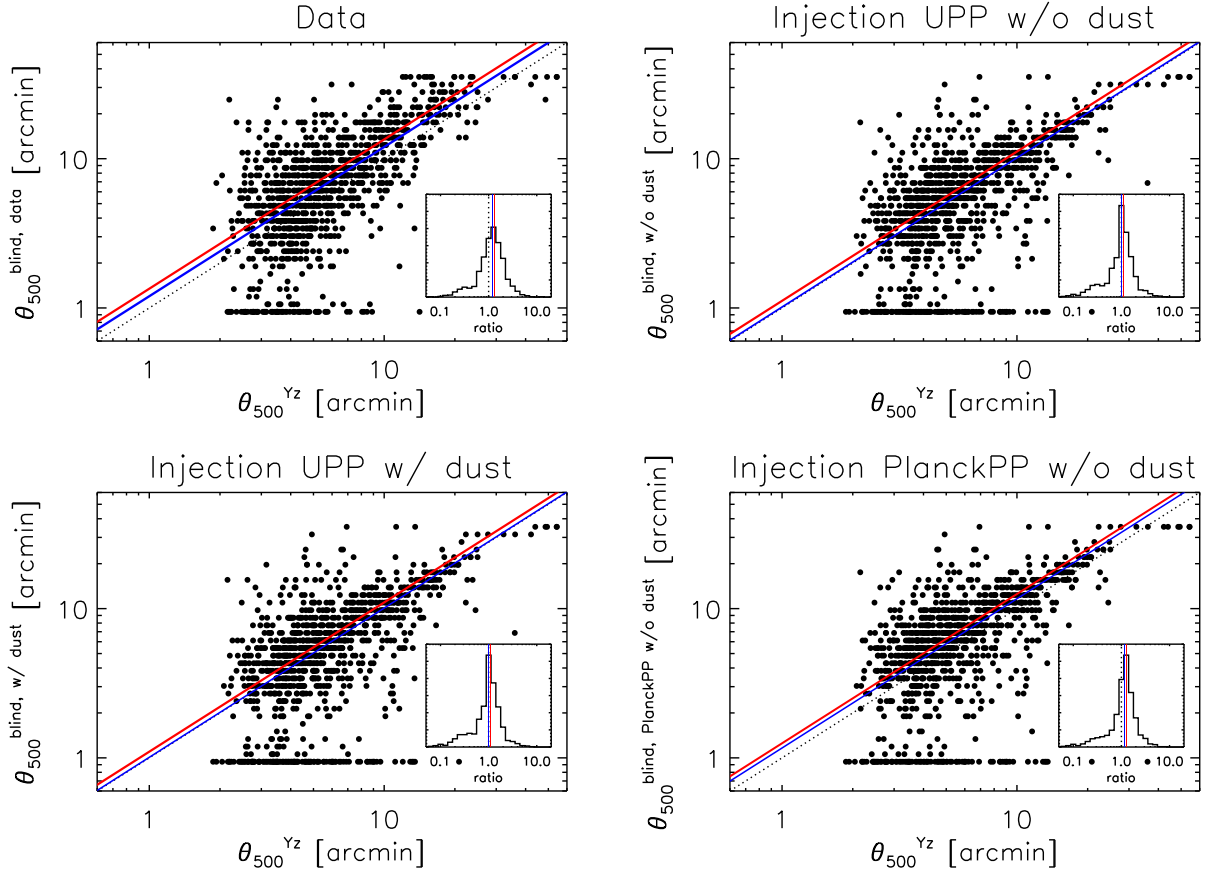 Data
θ500 blind, data [arcmin]
10
1
0.1 1.0 10.0
ratio
1 10
θ500 Yz [arcmin]
Injection UPP w/o dust
θ500 blind, w/o dust [arcmin]
10
1
0.1 1.0 10.0
ratio
1 10
θ500 Yz [arcmin]
Injection UPP w/ dust
θ500 blind, w/ dust [arcmin]
10
1
0.1 1.0 10.0
ratio
1 10
θ500 Yz [arcmin]
Injection PlanckPP w/o dust
θ500 blind, PlanckPP w/o dust [arcmin]
10
1
0.1 1.0 10.0
ratio
1 10
θ500 Yz [arcmin]